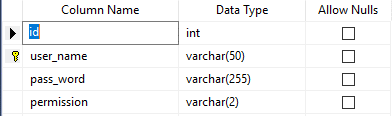 Column Name Data Type Allow Nulls
id int
user_name varchar(50)
pass_word varchar(255)
permission varchar(2)